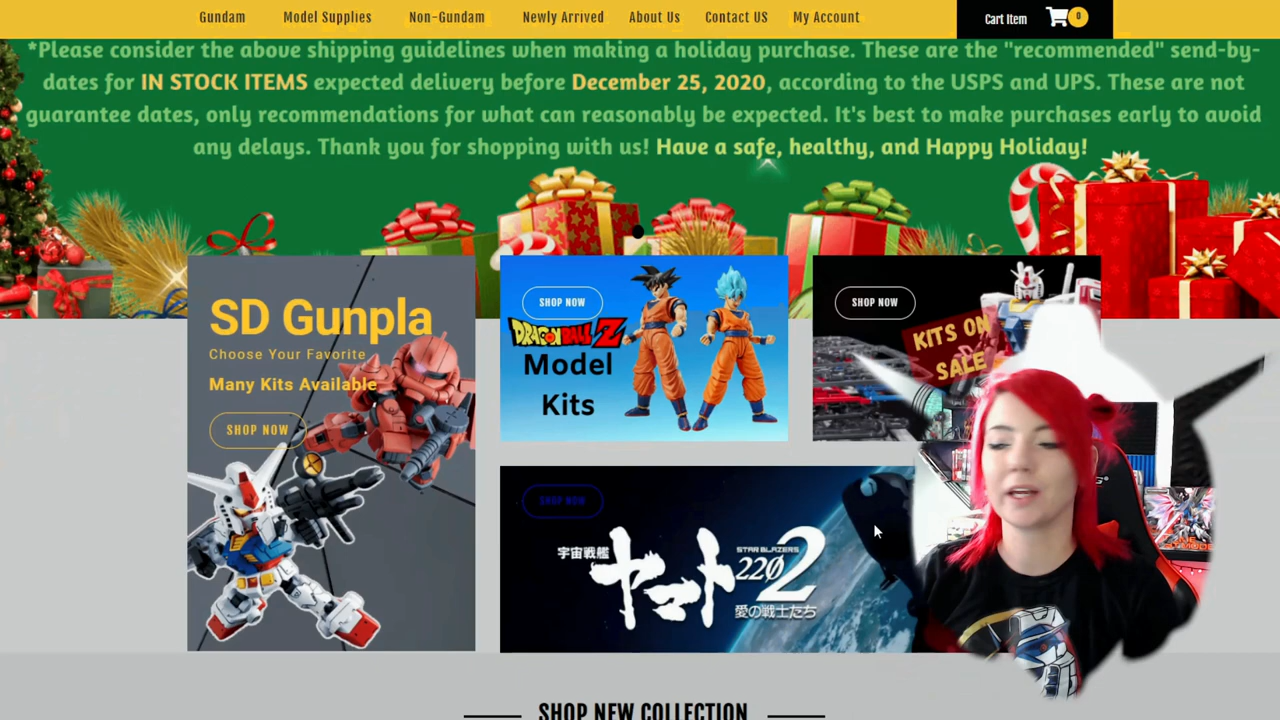 Gundam Model Supplies Non-Gundam Newly Arrived About Us Contact US My Account Cart Item 0
*Please consider the above shipping guidelines when making a holiday purchase. These are the "recommended" send-by-
dates for IN STOCK ITEMS expected delivery before December 25, 2020, according to the USPS and UPS. These are not
guarantee dates, only recommendations for what can reasonably be expected. It's best to make purchases early to avoid
any delays. Thank you for shopping with us! Have a safe, healthy, and Happy Holiday!
SD Gunpla
Choose Your Favorite
Many Kits Available
SHOP NOW
SHOP NOW
DRAGONBALL Z
Model
Kits
SHOP NOW
KITS ON
SALE
SHOP NOW
宇宙戦艦
ヤマト
STAR BLAZERS
2202
愛の戦士たち
SHOP NEW COLLECTION